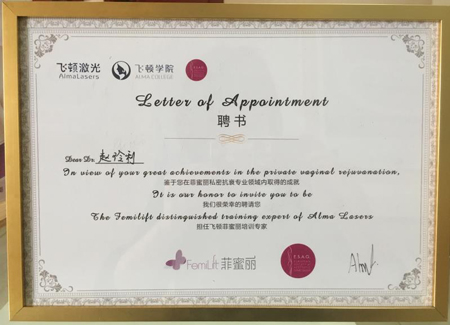 飞顿激光
AlmaLasers
飞顿学院
ALMA COLLEGE
Letter of Appointment
聘书
Dear Dr.
In view of your great achievements in the private vaginal rejuvanation,
鉴于您在菲蜜丽私密抗衰专业领域内取得的成就
It is our honor to invite you to be
我们很荣幸的聘请您
The Femilift distinguished training expert of Alma Lasers
担任飞顿菲蜜丽培训专家
FemiLift 菲蜜丽